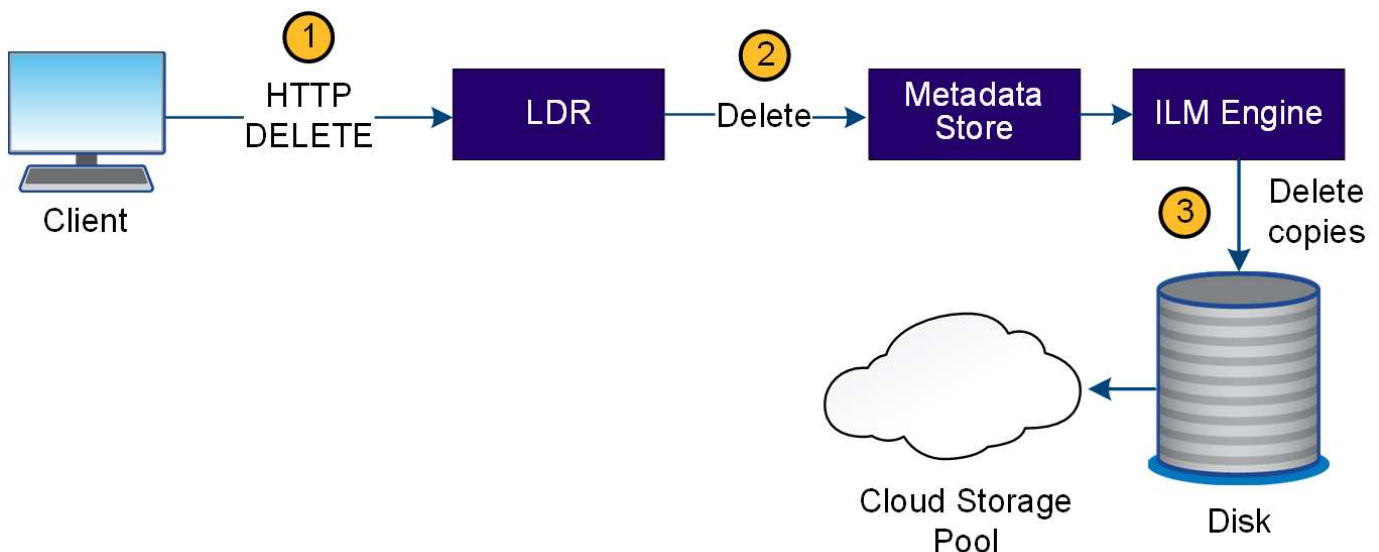 1
HTTP
DELETE
Client
LDR
2
Delete
Metadata
Store
ILM Engine
3
Delete
copies
Cloud Storage
Pool
Disk